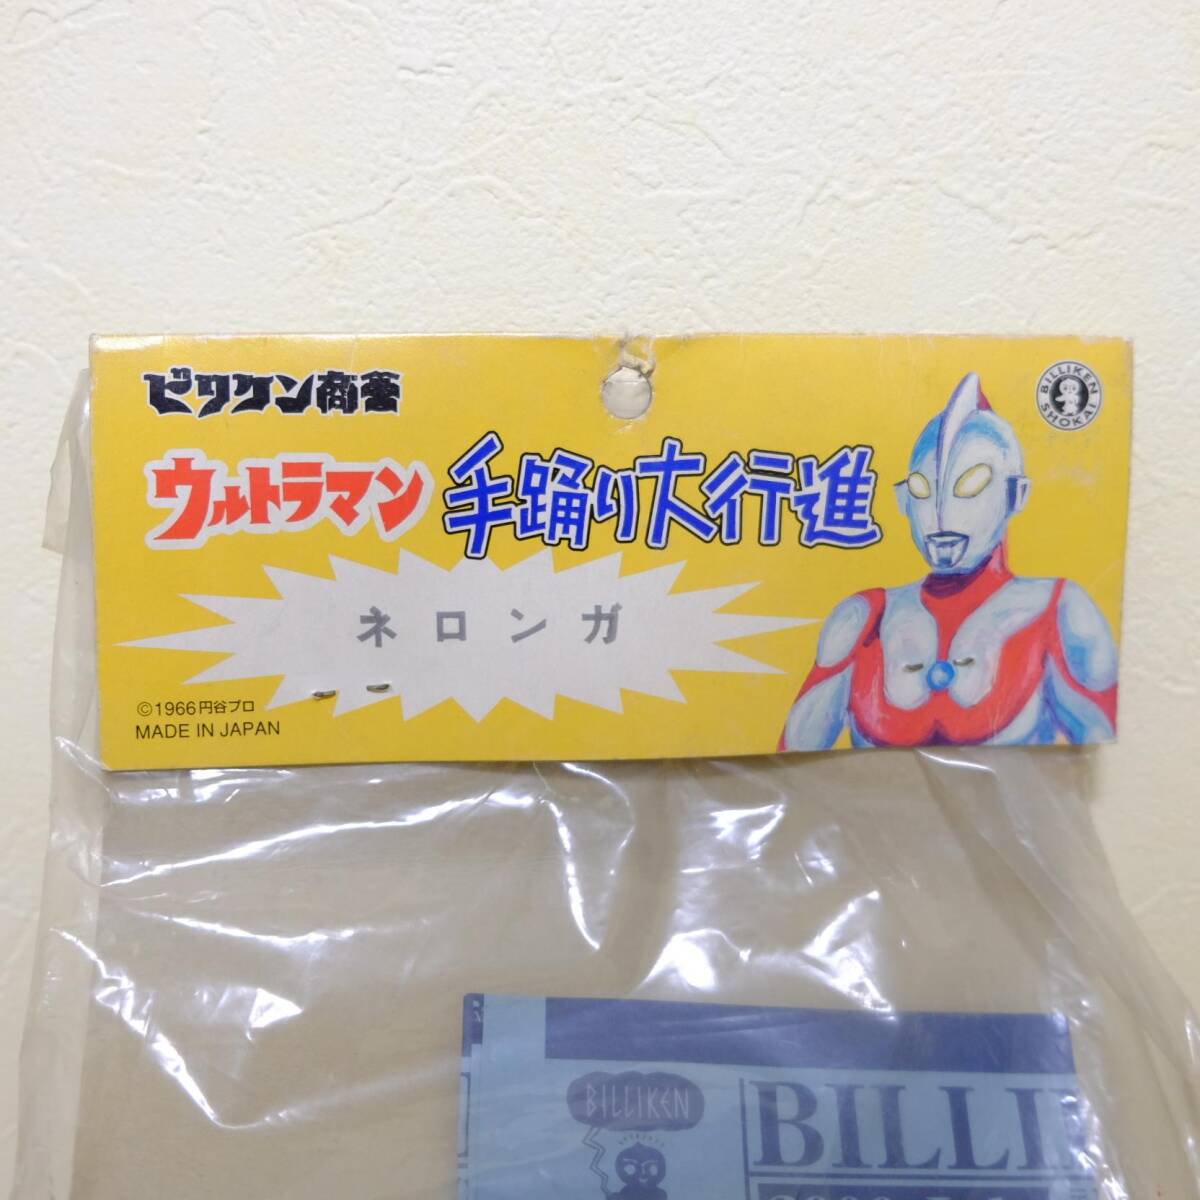 ビリケン商会
BILLIKEN SHOKAI
ウルトラマン 手踊り大行進
ネロンガ
©1966円谷プロ
MADE IN JAPAN
BILLIKEN
BILLI